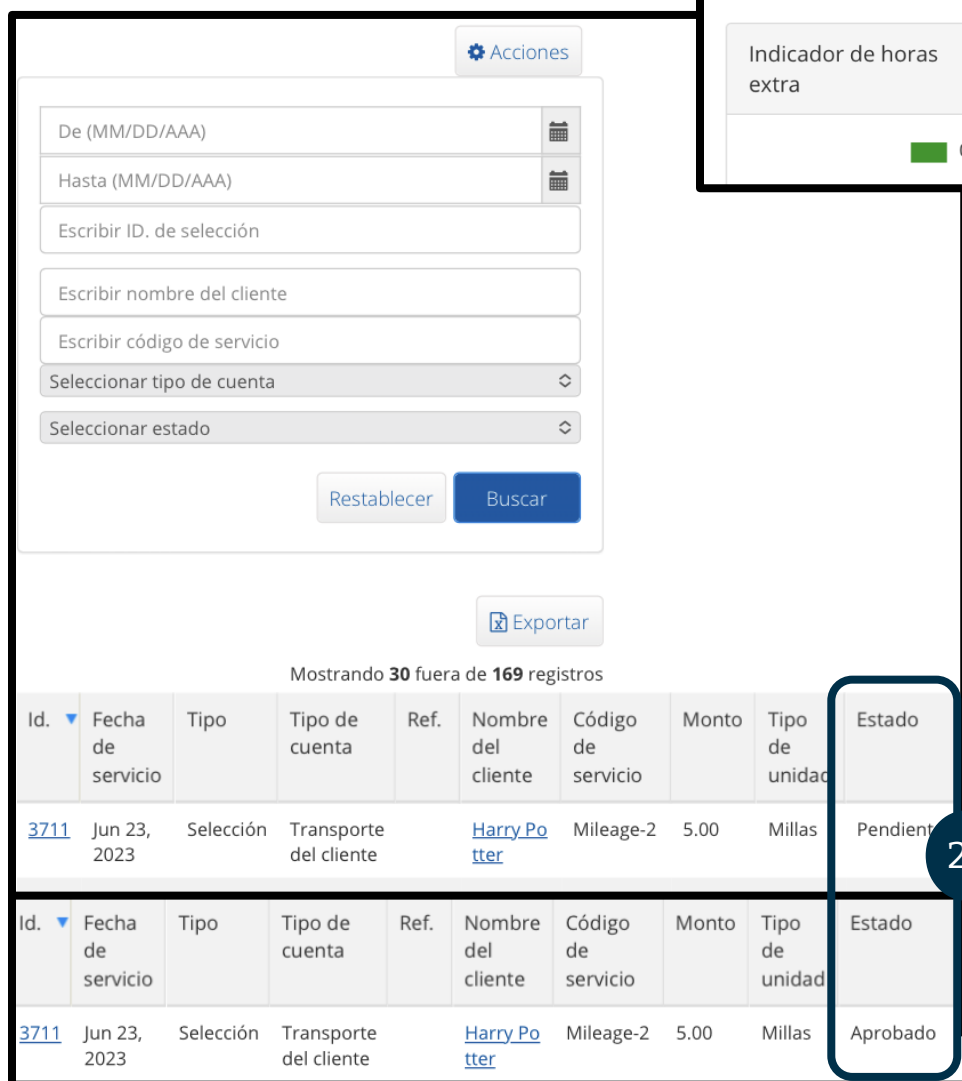 Acciones
Indicador de horas
extra
De (MM/DD/AAA)
Hasta (MM/DD/AAA)
Escribir ID. de selección
Escribir nombre del cliente
Escribir código de servicio
Seleccionar tipo de cuenta
Seleccionar estado
Restablecer Buscar
Exportar
Mostrando 30 fuera de 169 registros
Id. Fecha de servicio Tipo Tipo de cuenta Ref. Nombre del cliente Código de servicio Monto Tipo de unidad Estado
3711 Jun 23, 2023 Selección Transporte del cliente Harry Potter Mileage-2 5.00 Millas Pendient
2
Id. Fecha de servicio Tipo Tipo de cuenta Ref. Nombre del cliente Código de servicio Monto Tipo de unidad Estado
3711 Jun 23, 2023 Selección Transporte del cliente Harry Potter Mileage-2 5.00 Millas Aprobado